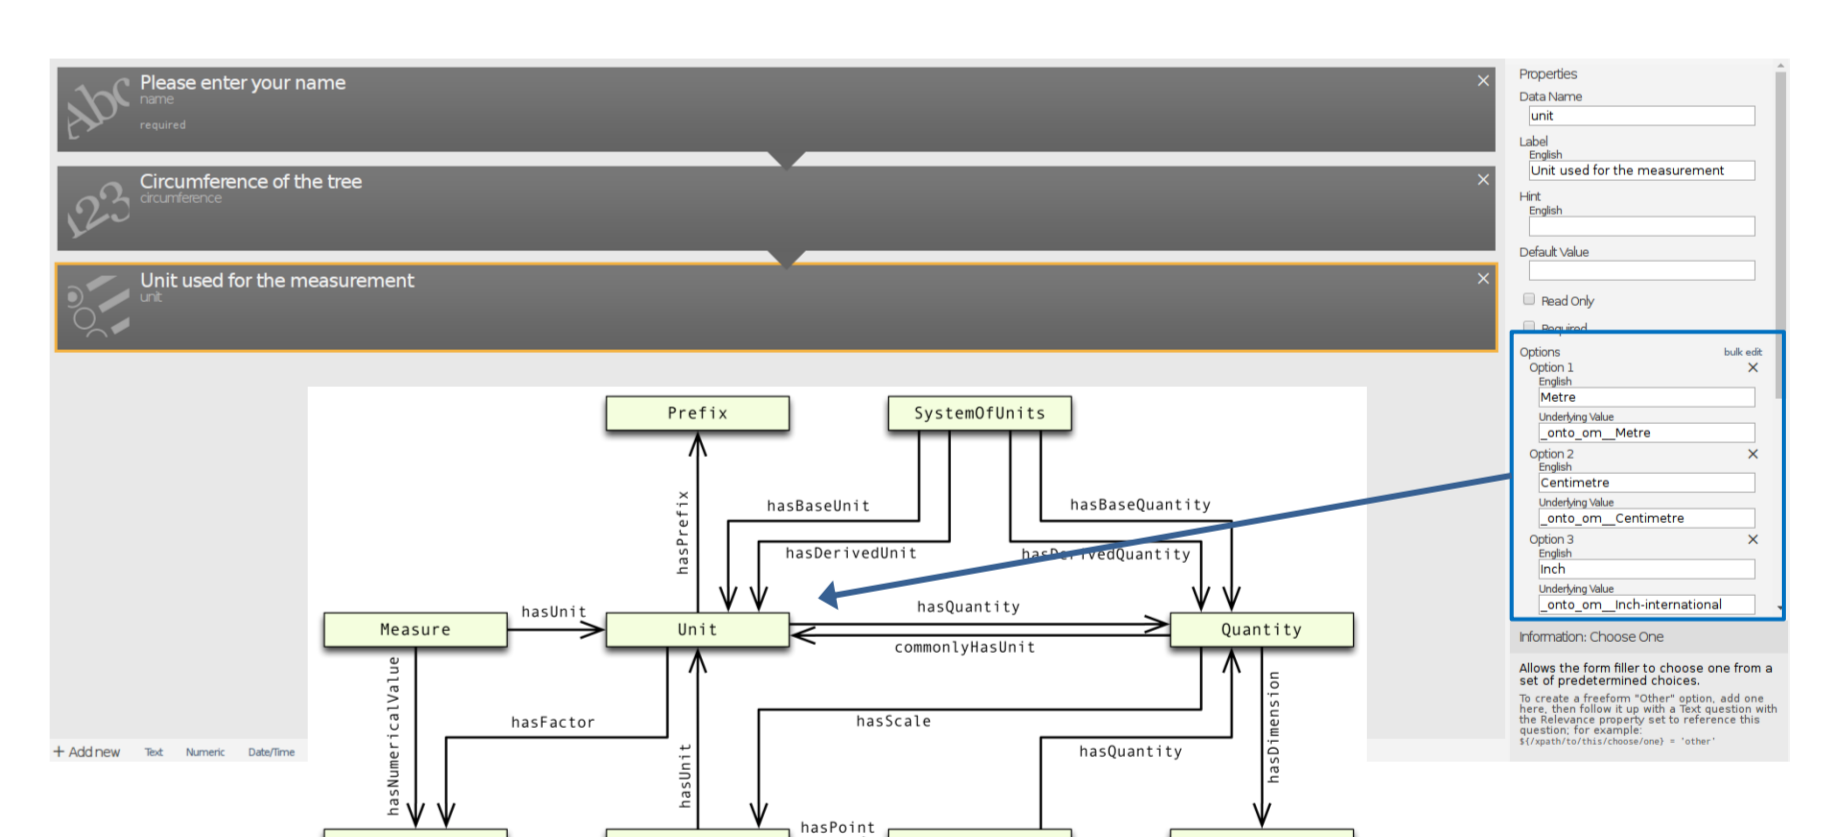 Abc
Please enter your name
name
required
123
Circumference of the tree
circumference
Unit used for the measurement
unit
+ Add new
Text
Numeric
Date/Time
Properties
Data Name
unit
Label
English
Unit used for the measurement
Hint
English
Default Value
Read Only
Required
Options
bulk edit
Option 1
English
Metre
Underlying Value
_onto_om__Metre
Option 2
English
Centimetre
Underlying Value
_onto_om__Centimetre
Option 3
English
Inch
Underlying Value
_onto_om__Inch-international
Information: Choose One
Allows the form filler to choose one from a
set of predetermined choices.
To create a freeform "Other" option, add one
here, then follow it up with a Text question with
the Relevance property set to reference this
question; for example:
${/xpath/to/this/choose/one} = 'other'
Prefix
SystemOfUnits
hasPrefix
hasBaseUnit
hasBaseQuantity
hasDerivedUnit
hasDerivedQuantity
hasUnit
hasQuantity
Measure
Unit
Quantity
commonlyHasUnit
hasNumericalValue
hasFactor
hasUnit
hasScale
hasQuantity
hasDimension
hasPoint